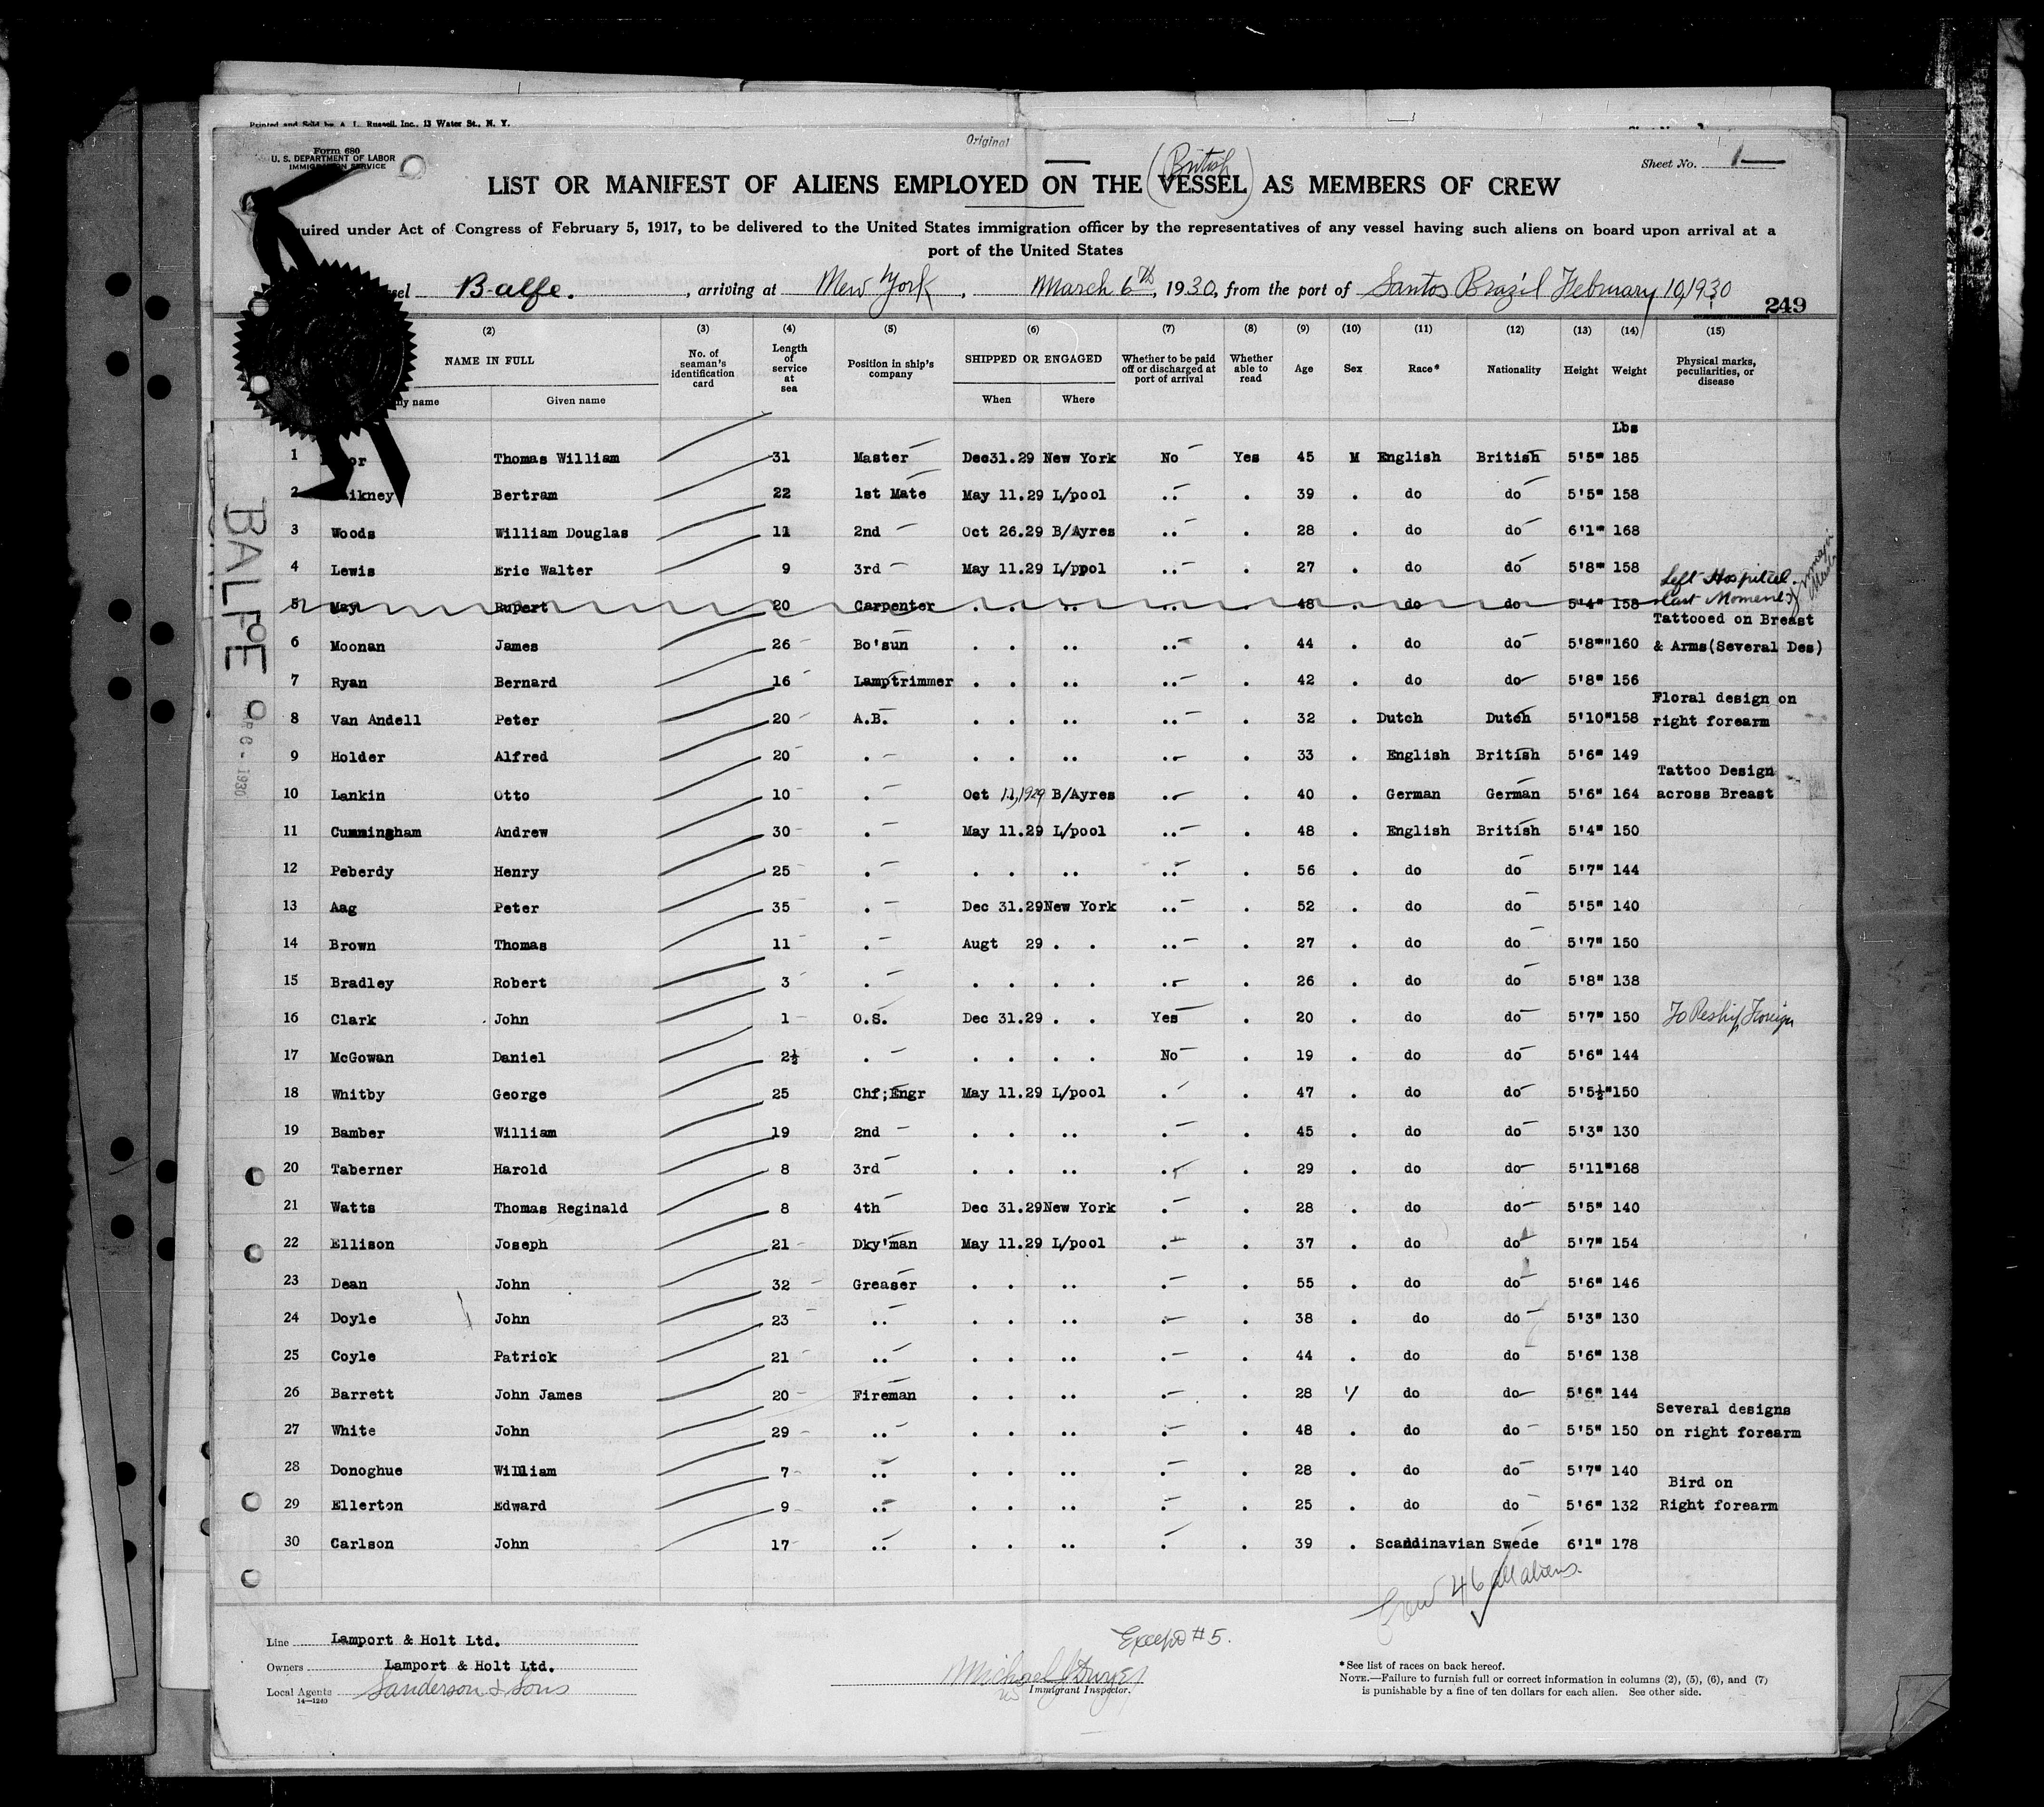 Printed and Sold by A. L. Russell, Inc., 13 Water St., N. Y.
Original
Form 680
U. S. DEPARTMENT OF LABOR
IMMIGRATION SERVICE
Sheet No. 1
(British)
LIST OR MANIFEST OF ALIENS EMPLOYED ON THE VESSEL AS MEMBERS OF CREW
quired under Act of Congress of February 5, 1917, to be delivered to the United States immigration officer by the representatives of any vessel having such aliens on board upon arrival at a
port of the United States
sel Balfe. , arriving at New York , March 6th, 1930, from the port of Santos Brazil February 10, 1930
249
(2) (3) (4) (5) (6) (7) (8) (9) (10) (11) (12) (13) (14) (15)
NAME IN FULL No. of seaman's identification card Length of service at sea Position in ship's company SHIPPED OR ENGAGED Whether to be paid off or discharged at port of arrival Whether able to read Age Sex Race* Nationality Height Weight Physical marks, peculiarities, or disease
ly name Given name When Where
Lbs
1 or Thomas William 31 Master Dec31.29 New York No Yes 45 M English British 5'5" 185
2 ikney Bertram 22 1st Mate May 11.29 L/pool .. . 39 . do do 5'5" 158
3 Woods William Douglas 11 2nd Oct 26.29 B/Ayres .. . 28 . do do 6'1" 168
4 Lewis Eric Walter 9 3rd May 11.29 L/ppol .. . 27 . do do 5'8" 158
Left Hospital
5 May Rupert 20 Carpenter . . .. .. . 48 . do do 5'4" 158 Last Moment
Tattooed on Breast
6 Moonan James 26 Bo'sun . . .. .. . 44 . do do 5'8"" 160 & Arms(Several Des)
7 Ryan Bernard 16 Lamptrimmer . . .. .. . 42 . do do 5'8" 156
Floral design on
8 Van Andell Peter 20 A.B. . . .. .. . 32 . Dutch Dutch 5'10" 158 right forearm
9 Holder Alfred 20 . . . .. .. . 33 . English British 5'6" 149
Tattoo Design
10 Lankin Otto 10 . Oct 11,1929 B/Ayres .. . 40 . German German 5'6" 164 across Breast
11 Cummingham Andrew 30 . May 11.29 L/pool .. . 48 . English British 5'4" 150
12 Peberdy Henry 25 . . . .. .. . 56 . do do 5'7" 144
13 Aag Peter 35 . Dec 31.29 New York .. . 52 . do do 5'5" 140
14 Brown Thomas 11 . Augt 29 . . .. . 27 . do do 5'7" 150
15 Bradley Robert 3 . . . . . .. . 26 . do do 5'8" 138
16 Clark John 1 O.S. Dec 31.29 . . Yes . 20 . do do 5'7" 150 To Reship Foreign
17 McGowan Daniel 2½ . . . . . No . 19 . do do 5'6" 144
18 Whitby George 25 Chf;Engr May 11.29 L/pool . . 47 . do do 5'5½" 150
19 Bamber William 19 2nd . . .. . . 45 . do do 5'3" 130
20 Taberner Harold 8 3rd . . .. . . 29 . do do 5'11" 168
21 Watts Thomas Reginald 8 4th Dec 31.29 New York . . 28 . do do 5'5" 140
22 Ellison Joseph 21 Dky'man May 11.29 L/pool . . 37 . do do 5'7" 154
23 Dean John 32 Greaser . . .. . . 55 . do do 5'6" 146
24 Doyle John 23 .. . . .. . . 38 . do do 5'3" 130
25 Coyle Patrick 21 .. . . .. . . 44 . do do 5'6" 138
26 Barrett John James 20 Fireman . . .. . . 28 do do 5'6" 144
Several designs
27 White John 29 .. . . .. . . 48 . do do 5'5" 150 on right forearm
28 Donoghue William 7 .. . . .. . . 28 . do do 5'7" 140
Bird on
29 Ellerton Edward 9 .. . . .. . . 25 . do do 5'6" 132 Right forearm
30 Carlson John 17 .. . . .. . . 39 . Scandinavian Swede 6'1" 178
Crew 46 all aliens.
Except #5.
Line Lamport & Holt Ltd.
Owners Lamport & Holt Ltd.
Local Agents Sanderson & Sons
14—1240
Michael J Dwyer
Immigrant Inspector.
* See list of races on back hereof.
NOTE.—Failure to furnish full or correct information in columns (2), (5), (6), and (7)
is punishable by a fine of ten dollars for each alien. See other side.
BALFE
6 - 1930